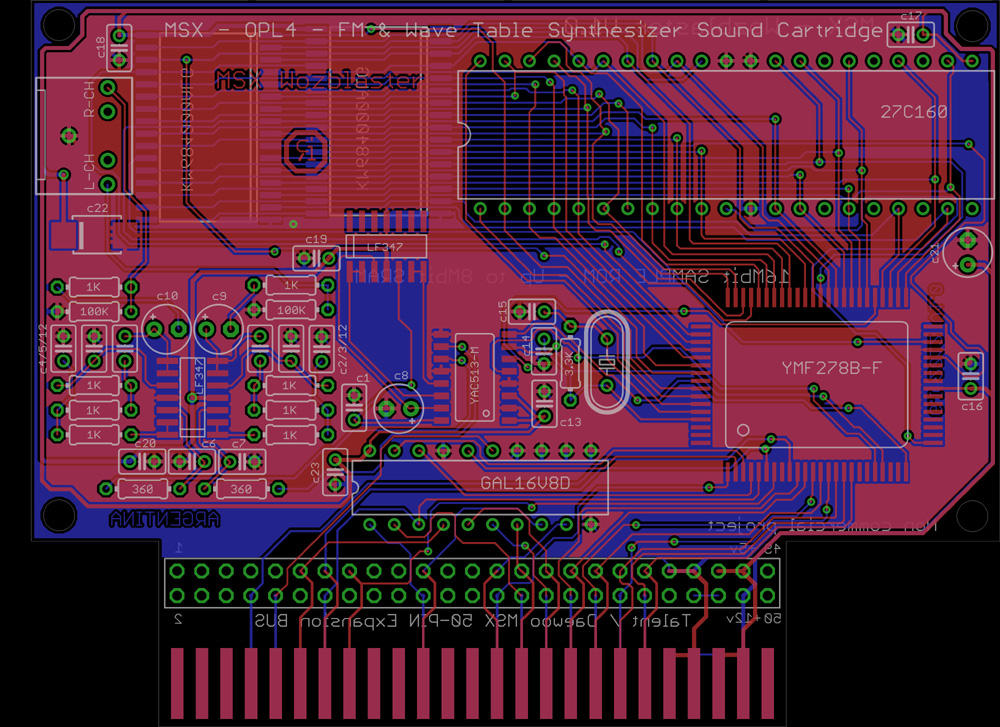 MSX - OPL4 - FM & Wave Table Synthesizer Sound Cartridge
c17
c18
MSX Wozblaster
R-CH
L-CH
KM684000
27C160
c22
c19
LF347
c21
16Mbit SAMPLE ROM Up to 8Mbit SRAM
1K
1K
100K
100K
c10
c9
c15
c4/5/12
c2/3/12
c14
3.3K
LF347
YAC513-M
YMF278B-F
1K
1K
c1
c8
c16
1K
1K
c13
1K
1K
c20
c6
c7
c23
GAL16V8D
360
360
ARGENTINA
Non commercial project
1
49+5v
2
Talent / Daewoo MSX 50-PIN Expansion BUS
50+12v